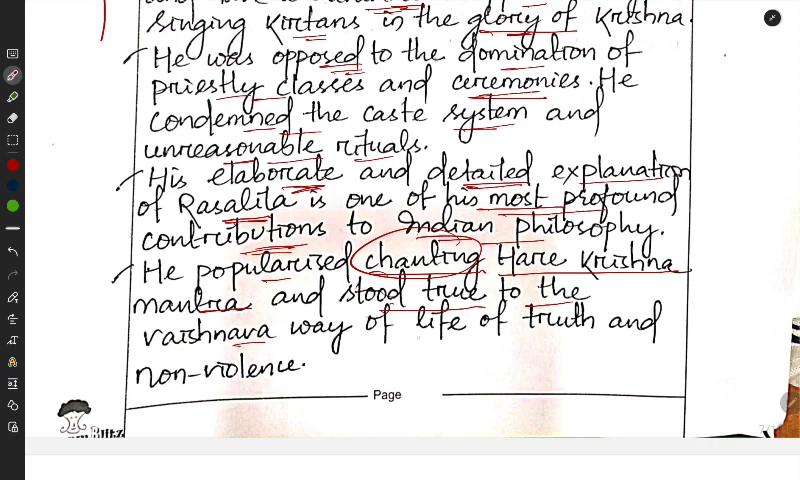 singing kirtans in the glory of Krishna.
He was opposed to the domination of
priestly classes and ceremonies. He
condemned the caste system and
unreasonable rituals.
His elaborate and detailed explanation
of Rasalila is one of his most profound
contributions to Indian philosophy.
He popularised chanting Hare Krishna
mantra and stood true to the
vaishnava way of life of truth and
non-violence.
Page